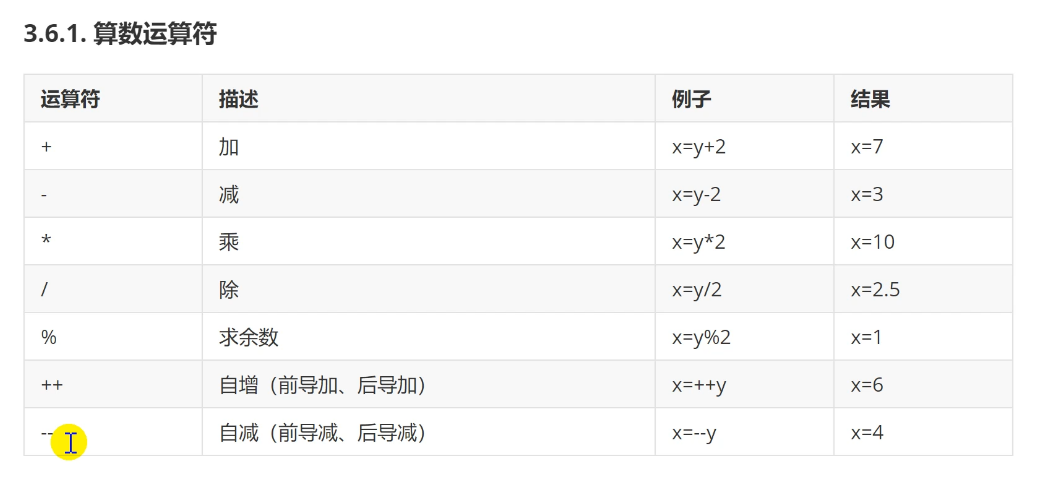 3.6.1. 算数运算符
运算符 描述 例子 结果
+ 加 x=y+2 x=7
- 减 x=y-2 x=3
* 乘 x=y*2 x=10
/ 除 x=y/2 x=2.5
% 求余数 x=y%2 x=1
++ 自增（前导加、后导加） x=++y x=6
-- 自减（前导减、后导减） x=--y x=4